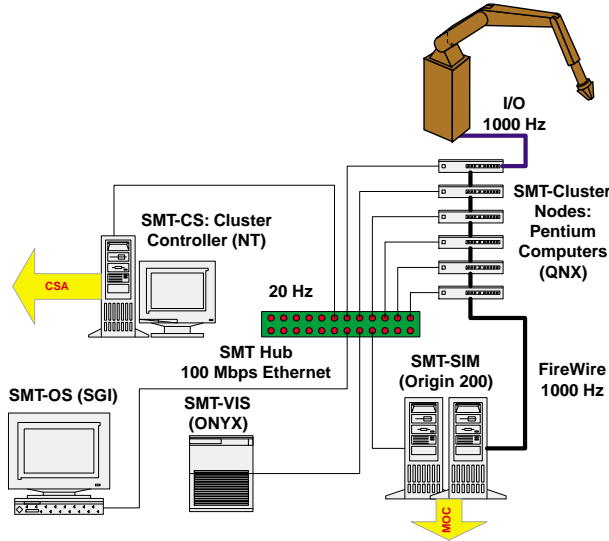 I/O
1000 Hz
SMT-Cluster
Nodes:
Pentium
Computers
(QNX)
SMT-CS: Cluster
Controller (NT)
CSA
20 Hz
SMT Hub
100 Mbps Ethernet
SMT-SIM
(Origin 200)
FireWire
1000 Hz
SMT-OS (SGI)
SMT-VIS
(ONYX)
MOC